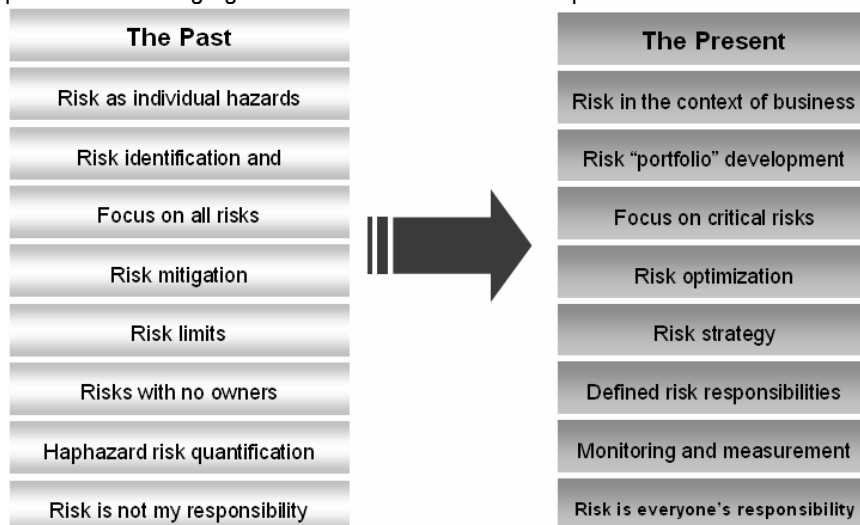 The Past
Risk as individual hazards
Risk identification and
Focus on all risks
Risk mitigation
Risk limits
Risks with no owners
Haphazard risk quantification
Risk is not my responsibility
The Present
Risk in the context of business
Risk “portfolio” development
Focus on critical risks
Risk optimization
Risk strategy
Defined risk responsibilities
Monitoring and measurement
Risk is everyone’s responsibility